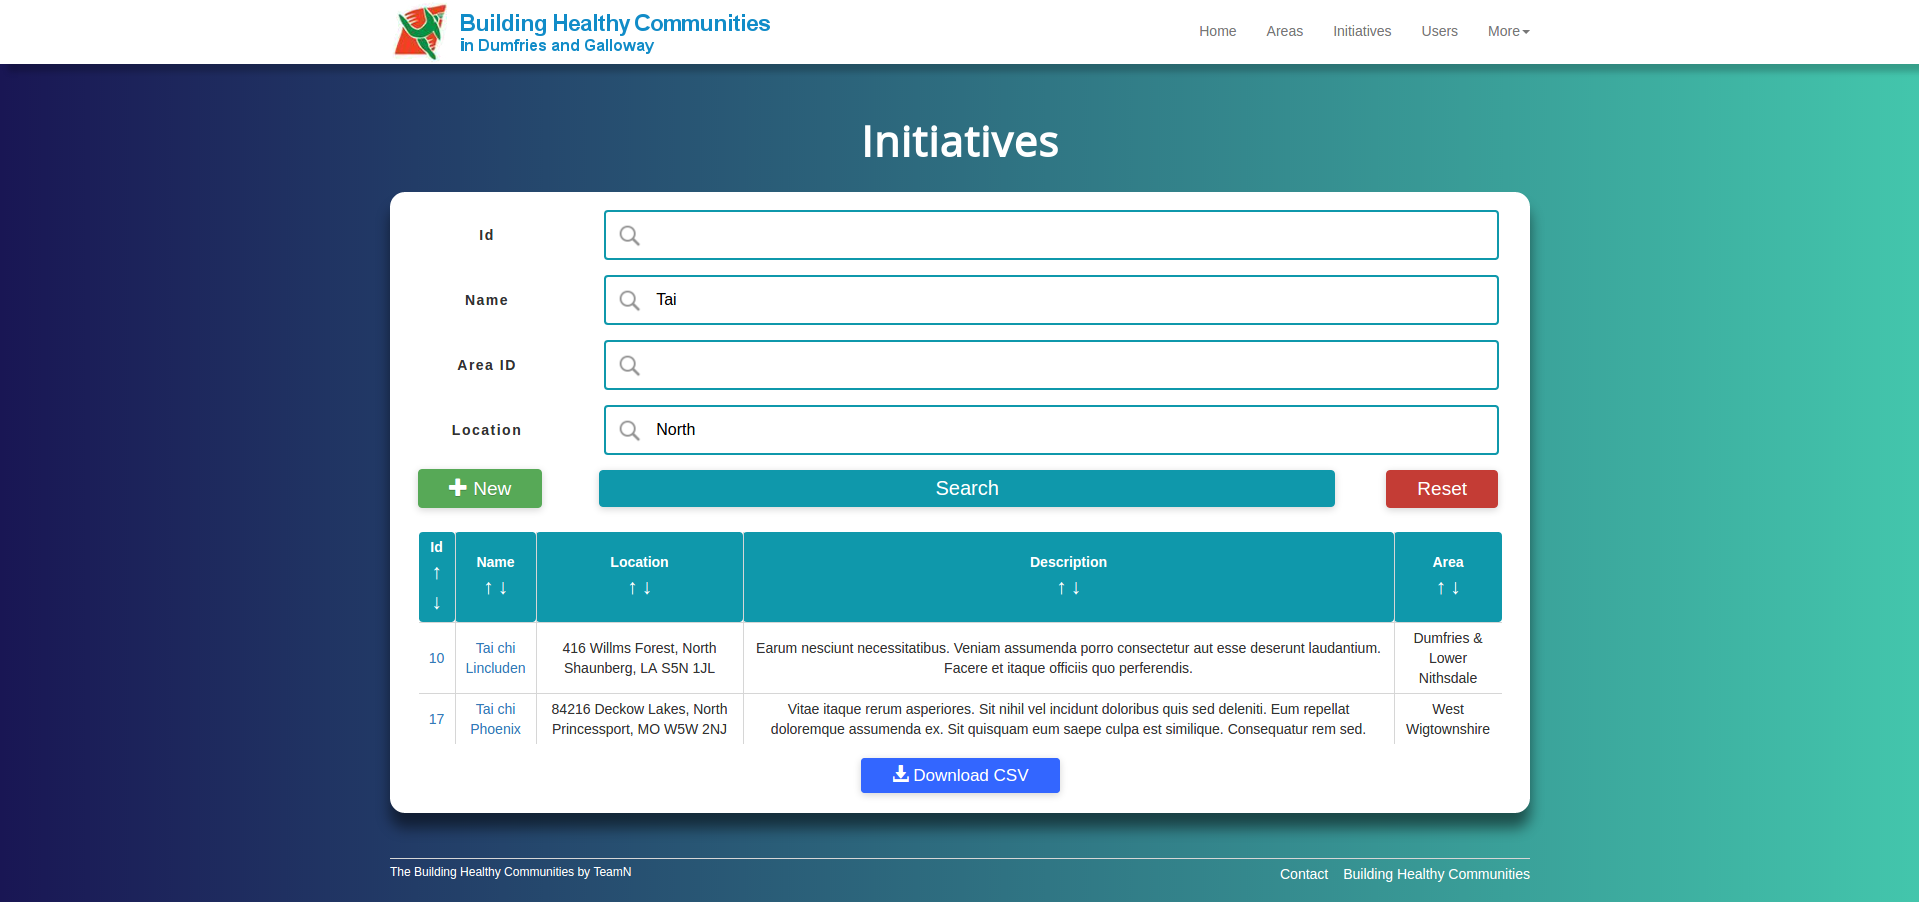 Building Healthy Communities
in Dumfries and Galloway
Home Areas Initiatives Users More
Initiatives
Id
Name Tai
Area ID
Location North
New Search Reset
Id Name Location Description Area
↑ ↓ ↑ ↓ ↑ ↓ ↑ ↓ ↑ ↓
10 Tai chi Lincluden 416 Willms Forest, North Shaunberg, LA S5N 1JL Earum nesciunt necessitatibus. Veniam assumenda porro consectetur aut esse deserunt laudantium. Facere et itaque officiis quo perferendis. Dumfries & Lower Nithsdale
17 Tai chi Phoenix 84216 Deckow Lakes, North Princessport, MO W5W 2NJ Vitae itaque rerum asperiores. Sit nihil vel incidunt doloribus quis sed deleniti. Eum repellat doloremque assumenda ex. Sit quisquam eum saepe culpa est similique. Consequatur rem sed. West Wigtownshire
Download CSV
The Building Healthy Communities by TeamN
Contact Building Healthy Communities